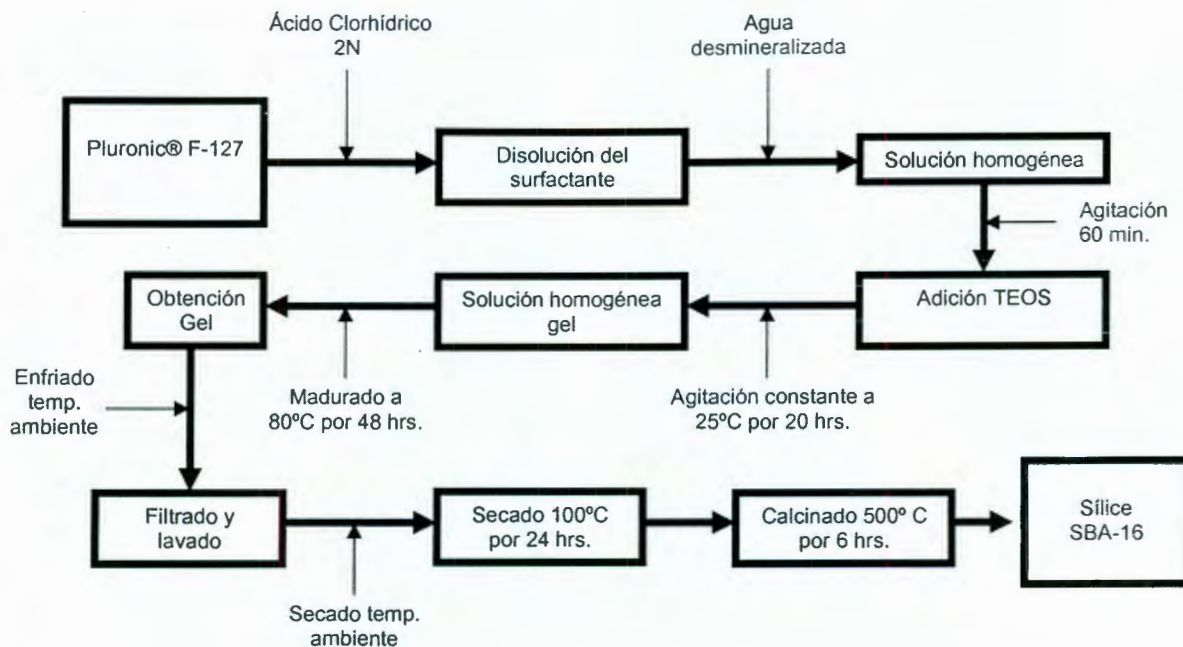 Ácido Clorhídrico
2N
Agua
desmineralizada
Pluronic® F-127
Disolución del
surfactante
Solución homogénea
Agitación
60 min.
Adición TEOS
Agitación constante a
25ºC por 20 hrs.
Solución homogénea
gel
Madurado a
80ºC por 48 hrs.
Obtención
Gel
Enfriado
temp.
ambiente
Filtrado y
lavado
Secado temp.
ambiente
Secado 100ºC
por 24 hrs.
Calcinado 500º C
por 6 hrs.
Sílice
SBA-16